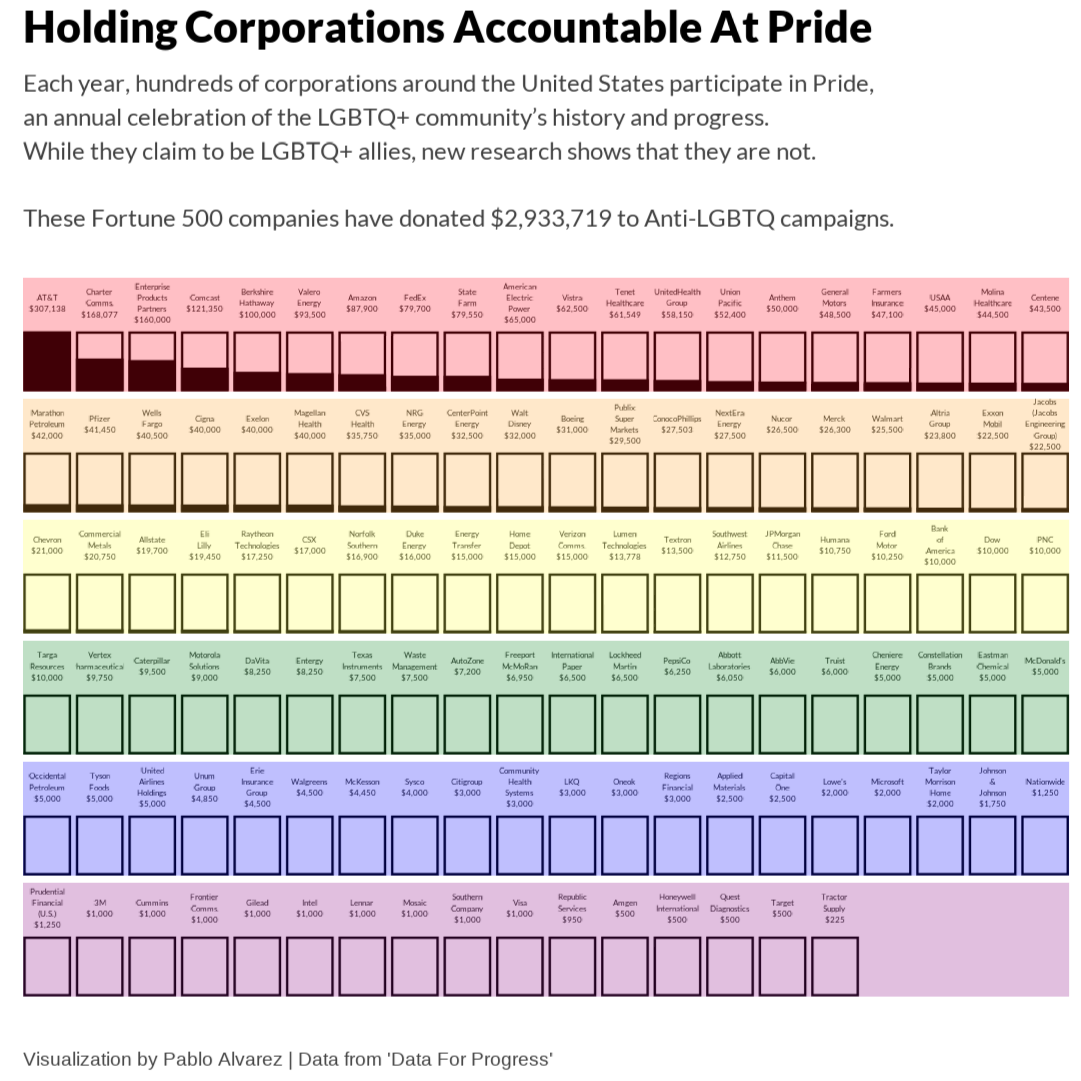 Holding Corporations Accountable At Pride
Each year, hundreds of corporations around the United States participate in Pride,
an annual celebration of the LGBTQ+ community’s history and progress.
While they claim to be LGBTQ+ allies, new research shows that they are not.
These Fortune 500 companies have donated $2,933,719 to Anti-LGBTQ campaigns.
AT&T
$307,138
Charter
Comms.
$168,077
Enterprise
Products
Partners
$160,000
Comcast
$121,350
Berkshire
Hathaway
$100,000
Valero
Energy
$93,500
Amazon
$87,900
FedEx
$79,700
State
Farm
$79,550
American
Electric
Power
$65,000
Vistra
$62,500
Tenet
Healthcare
$61,549
UnitedHealth
Group
$58,150
Union
Pacific
$52,400
Anthem
$50,000
General
Motors
$48,500
Farmers
Insurance
$47,100
USAA
$45,000
Molina
Healthcare
$44,500
Centene
$43,500
Marathon
Petroleum
$42,000
Pfizer
$41,450
Wells
Fargo
$40,500
Cigna
$40,000
Exelon
$40,000
Magellan
Health
$40,000
CVS
Health
$35,750
NRG
Energy
$35,000
CenterPoint
Energy
$32,500
Walt
Disney
$32,000
Boeing
$31,000
Publix
Super
Markets
$29,500
ConocoPhillips
$27,503
NextEra
Energy
$27,500
Nucor
$26,500
Merck
$26,300
Walmart
$25,500
Altria
Group
$23,800
Exxon
Mobil
$22,500
Jacobs
(Jacobs
Engineering
Group)
$22,500
Chevron
$21,000
Commercial
Metals
$20,750
Allstate
$19,700
Eli
Lilly
$19,450
Raytheon
Technologies
$17,250
CSX
$17,000
Norfolk
Southern
$16,900
Duke
Energy
$16,000
Energy
Transfer
$15,000
Home
Depot
$15,000
Verizon
Comms.
$15,000
Lumen
Technologies
$13,778
Textron
$13,500
Southwest
Airlines
$12,750
JPMorgan
Chase
$11,500
Humana
$10,750
Ford
Motor
$10,250
Bank
of
America
$10,000
Dow
$10,000
PNC
$10,000
Targa
Resources
$10,000
Vertex
harmaceutica
$9,750
Caterpillar
$9,500
Motorola
Solutions
$9,000
DaVita
$8,250
Entergy
$8,250
Texas
Instruments
$7,500
Waste
Management
$7,500
AutoZone
$7,200
Freeport
McMoRan
$6,950
International
Paper
$6,500
Lockheed
Martin
$6,500
PepsiCo
$6,250
Abbott
Laboratories
$6,050
AbbVie
$6,000
Truist
$6,000
Cheniere
Energy
$5,000
Constellation
Brands
$5,000
Eastman
Chemical
$5,000
McDonald's
$5,000
Occidental
Petroleum
$5,000
Tyson
Foods
$5,000
United
Airlines
Holdings
$5,000
Unum
Group
$4,850
Erie
Insurance
Group
$4,500
Walgreens
$4,500
McKesson
$4,450
Sysco
$4,000
Citigroup
$3,000
Community
Health
Systems
$3,000
LKQ
$3,000
Oneok
$3,000
Regions
Financial
$3,000
Applied
Materials
$2,500
Capital
One
$2,500
Lowe's
$2,000
Microsoft
$2,000
Taylor
Morrison
Home
$2,000
Johnson
&
Johnson
$1,750
Nationwide
$1,250
Prudential
Financial
(U.S.)
$1,250
3M
$1,000
Cummins
$1,000
Frontier
Comms.
$1,000
Gilead
$1,000
Intel
$1,000
Lennar
$1,000
Mosaic
$1,000
Southern
Company
$1,000
Visa
$1,000
Republic
Services
$950
Amgen
$500
Honeywell
International
$500
Quest
Diagnostics
$500
Target
$500
Tractor
Supply
$225
Visualization by Pablo Alvarez | Data from 'Data For Progress'